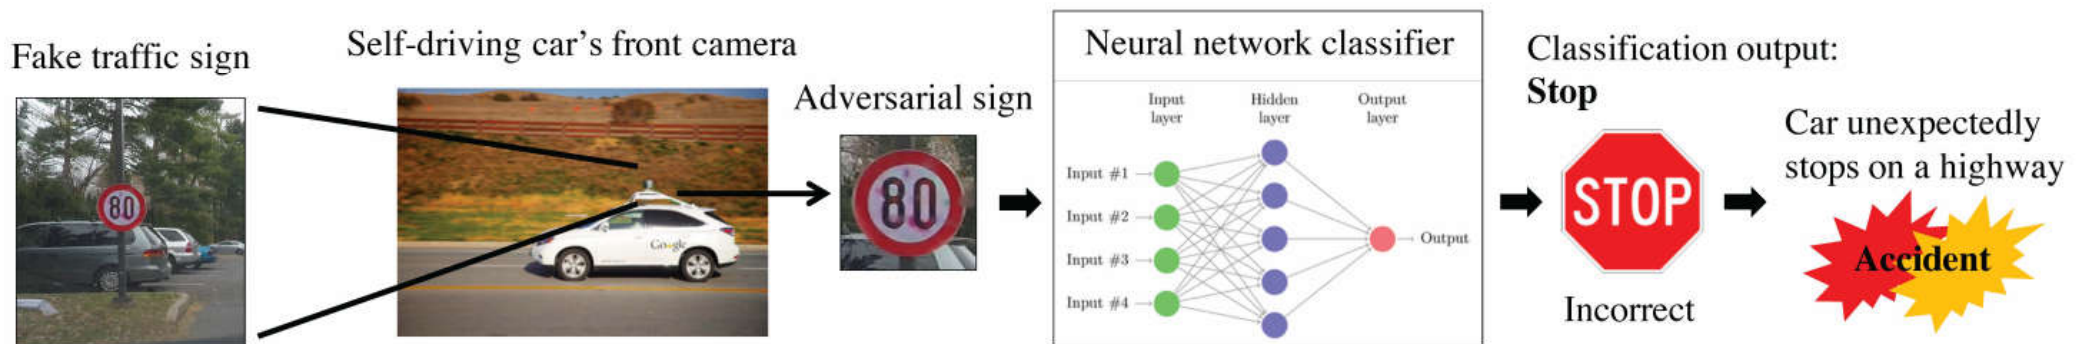 Fake traffic sign
80
Self-driving car's front camera
Google
Adversarial sign
80
Neural network classifier
Input
layer
Hidden
layer
Output
layer
Input #1
Input #2
Input #3
Input #4
Output
Classification output:
Stop
STOP
Incorrect
Car unexpectedly
stops on a highway
Accident